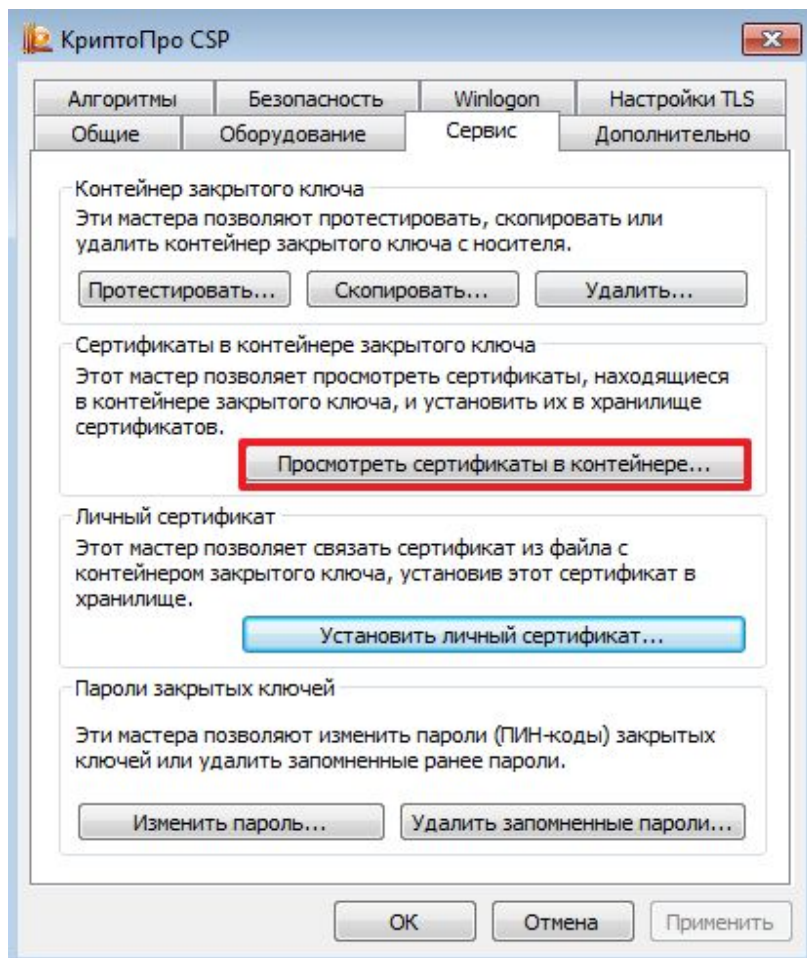 КриптоПро CSP
Алгоритмы Безопасность Winlogon Настройки TLS
Общие Оборудование Сервис Дополнительно
Контейнер закрытого ключа
Эти мастера позволяют протестировать, скопировать или
удалить контейнер закрытого ключа с носителя.
Протестировать... Скопировать... Удалить...
Сертификаты в контейнере закрытого ключа
Этот мастер позволяет просмотреть сертификаты, находящиеся
в контейнере закрытого ключа, и установить их в хранилище
сертификатов.
Просмотреть сертификаты в контейнере...
Личный сертификат
Этот мастер позволяет связать сертификат из файла с
контейнером закрытого ключа, установив этот сертификат в
хранилище.
Установить личный сертификат...
Пароли закрытых ключей
Эти мастера позволяют изменить пароли (ПИН-коды) закрытых
ключей или удалить запомненные ранее пароли.
Изменить пароль... Удалить запомненные пароли...
ОК Отмена Применить